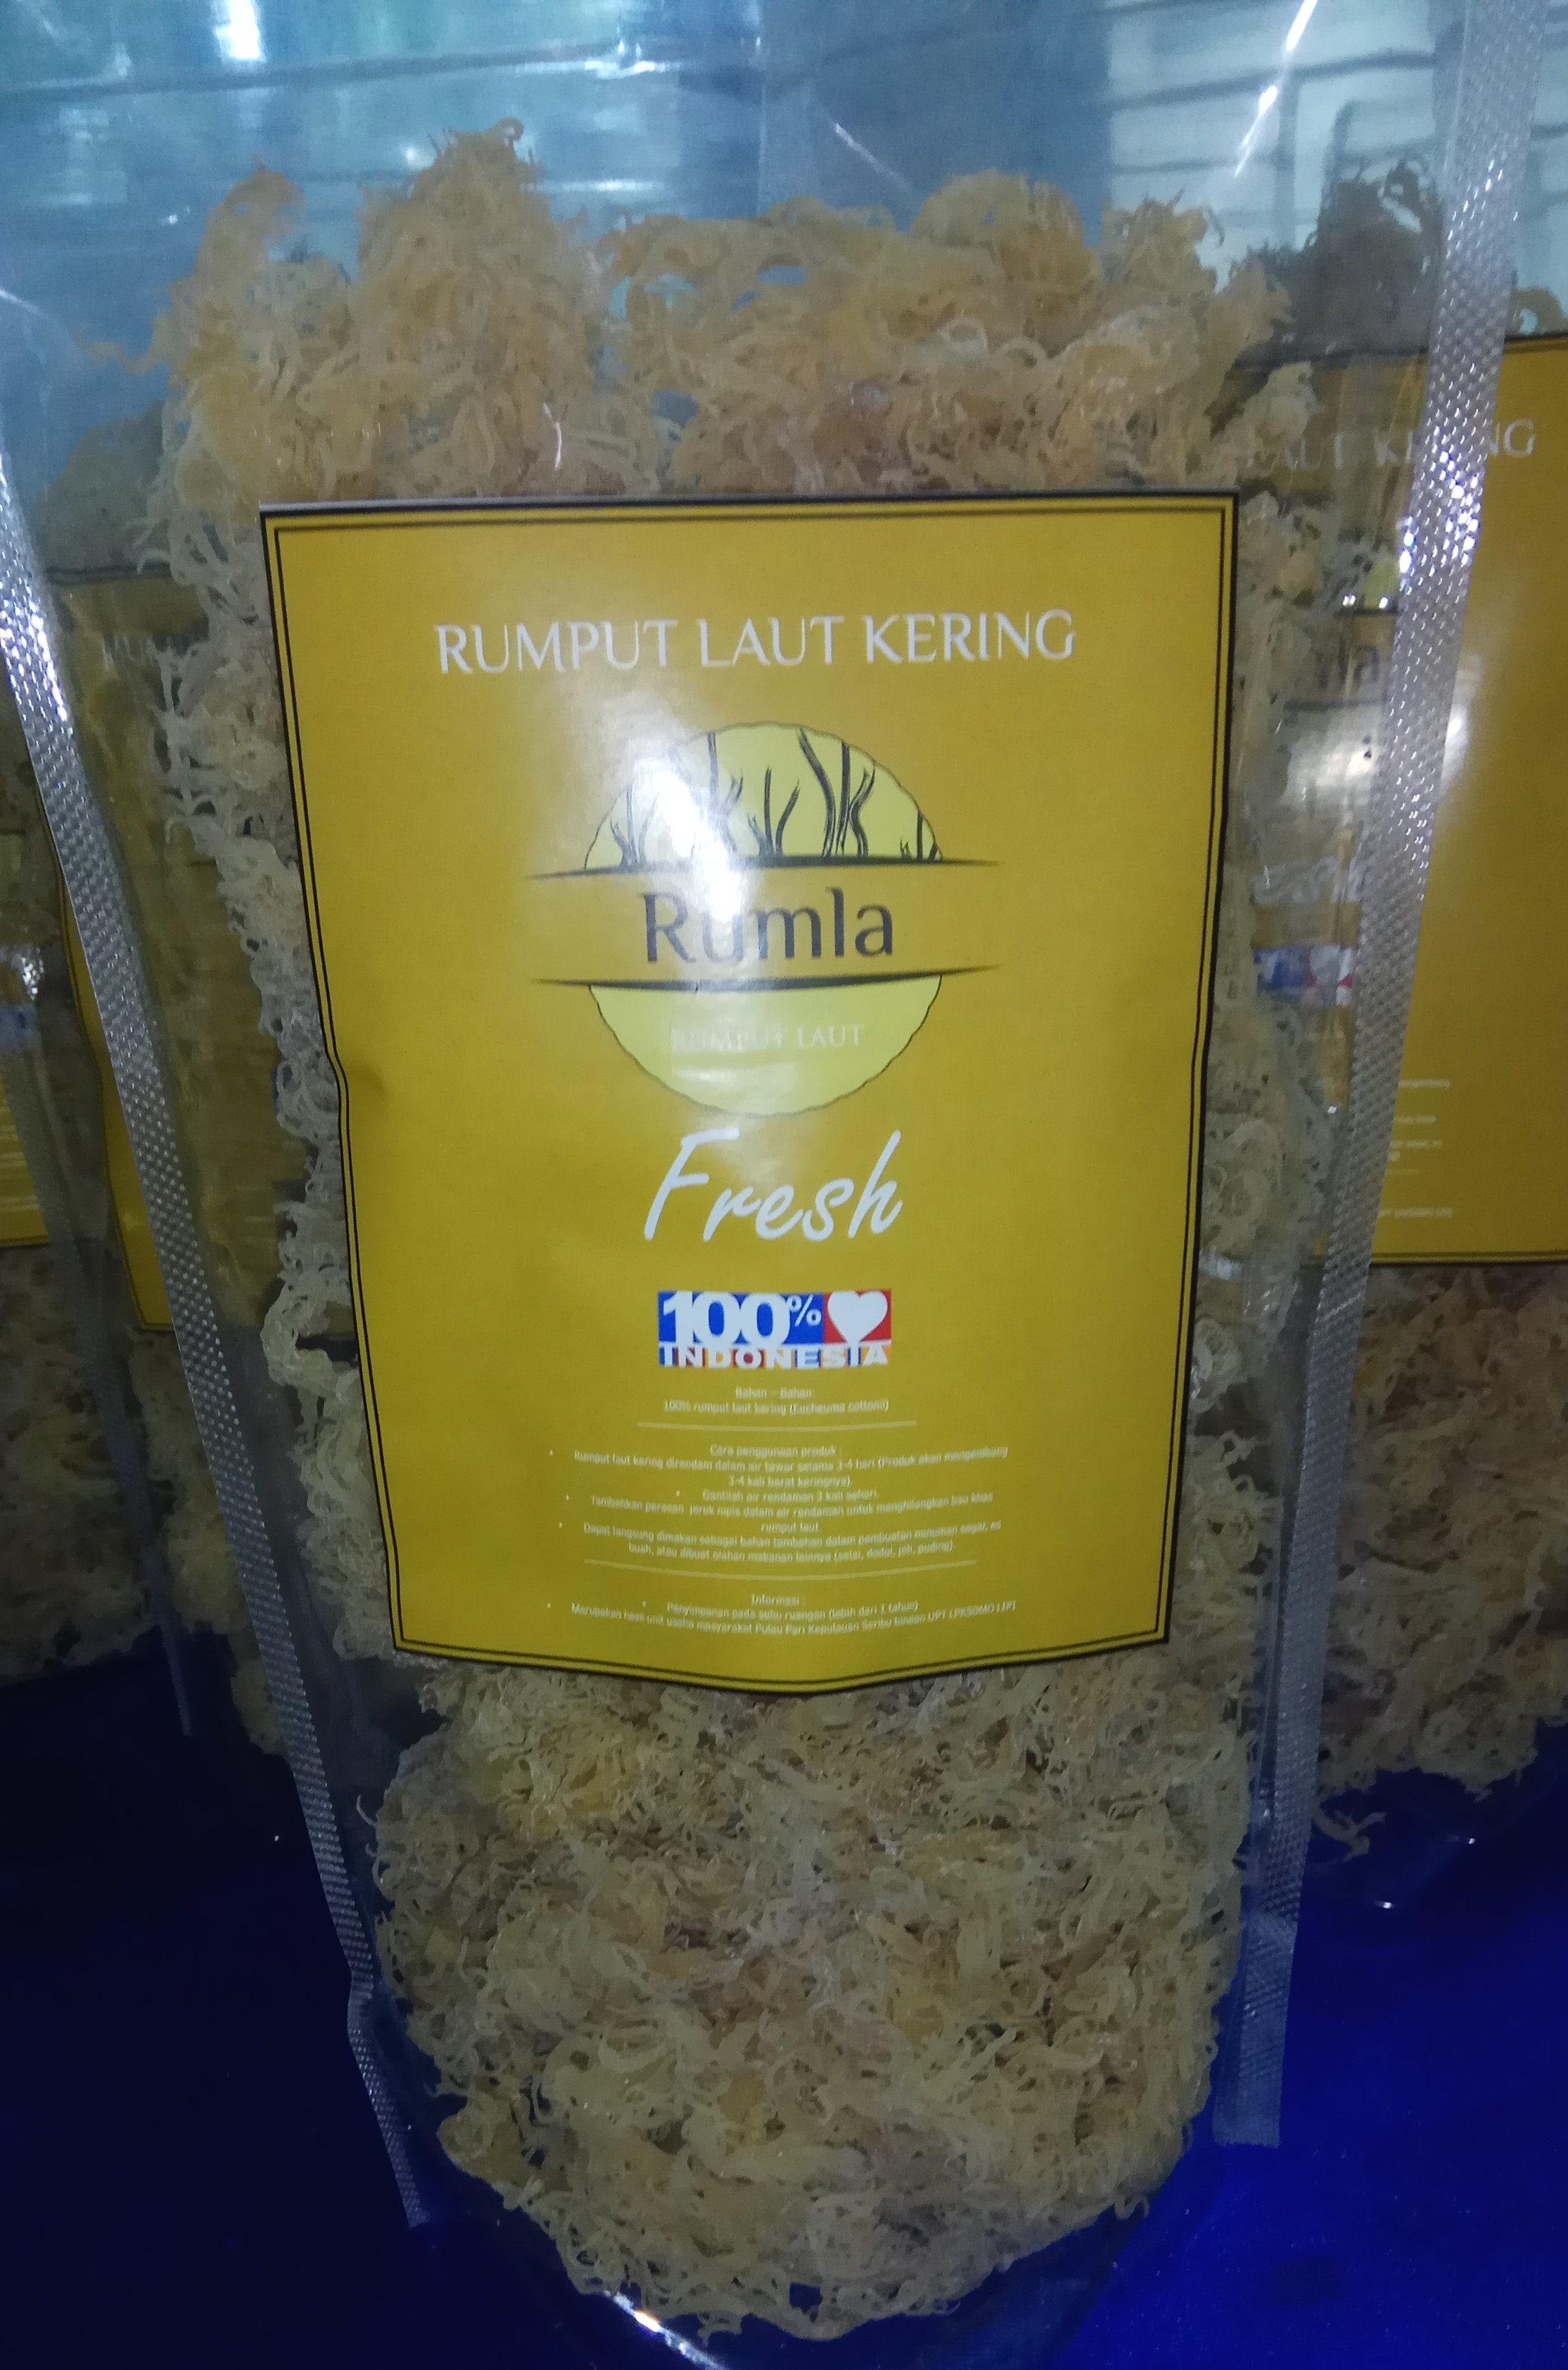 RUMPUT LAUT KERING
Rumla
RUMPUT LAUT
Fresh
100%
INDONESIA
Bahan - Bahan:
100% rumput laut kering (Eucheuma cottonii)
Cara penggunaan produk :
• Rumput laut kering direndam dalam air tawar selama 3-4 hari (Produk akan mengembang
3-4 kali berat keringnya).
• Gantilah air rendaman 3 kali sehari.
• Tambahkan perasan jeruk nipis dalam air rendaman untuk menghilangkan bau khas
rumput laut.
• Dapat langsung dimakan sebagai bahan tambahan dalam pembuatan minuman segar, es
buah, atau dibuat olahan makanan lainnya (selai, dodol, jeli, puding).
Informasi :
• Penyimpanan pada suhu ruangan (lebih dari 1 tahun)
• Merupakan hasil unit usaha masyarakat Pulau Pari Kepulauan Seribu binaan UPT LPKSDMO LIPI
LAUT KERING